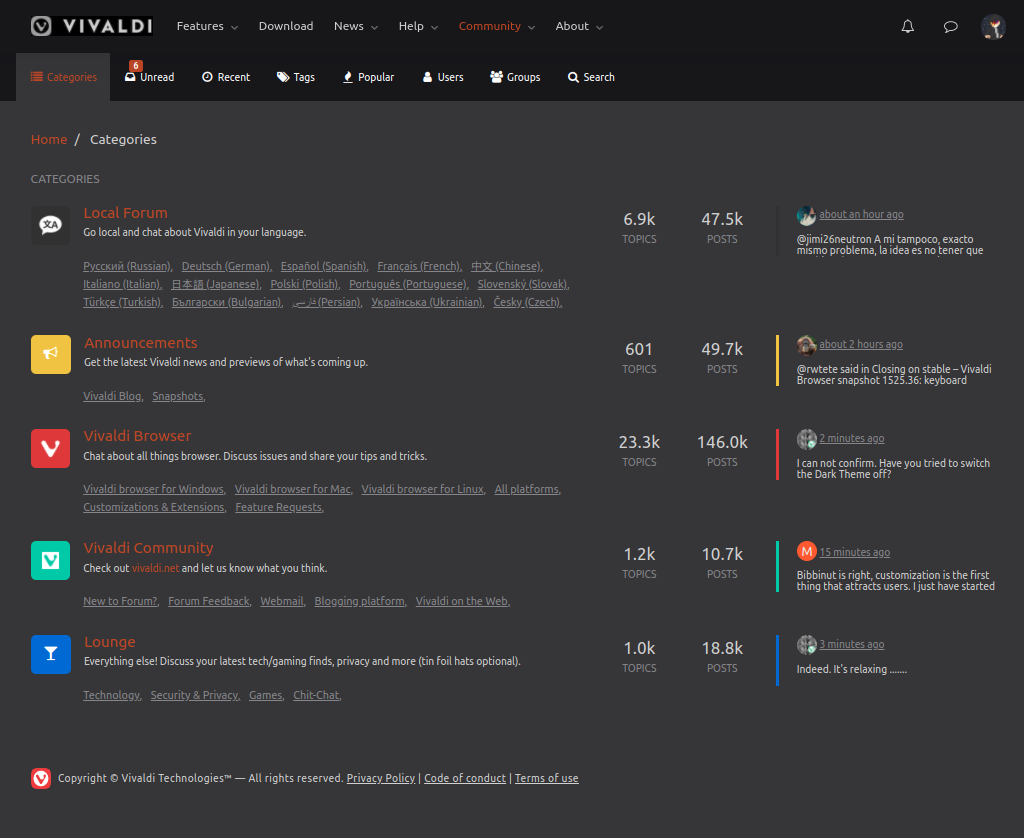 VIVALDI Features Download News Help Community About
Categories 6 Unread Recent Tags Popular Users Groups Search
Home / Categories
CATEGORIES
Local Forum
Go local and chat about Vivaldi in your language.
6.9k TOPICS
47.5k POSTS
about an hour ago
@jimi26neutron A mi tampoco, exacto
mismo problema, la idea es no tener que
Русский (Russian), Deutsch (German), Español (Spanish), Français (French), 中文 (Chinese),
Italiano (Italian), 日本語 (Japanese), Polski (Polish), Português (Portuguese), Slovenský (Slovak),
Türkçe (Turkish), Български (Bulgarian), فارسی (Persian), Українська (Ukrainian), Česky (Czech),
Announcements
Get the latest Vivaldi news and previews of what's coming up.
601 TOPICS
49.7k POSTS
about 2 hours ago
@rwtete said in Closing on stable – Vivaldi
Browser snapshot 1525.36: keyboard
Vivaldi Blog, Snapshots,
Vivaldi Browser
Chat about all things browser. Discuss issues and share your tips and tricks.
23.3k TOPICS
146.0k POSTS
2 minutes ago
I can not confirm. Have you tried to switch
the Dark Theme off?
Vivaldi browser for Windows, Vivaldi browser for Mac, Vivaldi browser for Linux, All platforms,
Customizations & Extensions, Feature Requests,
Vivaldi Community
Check out vivaldi.net and let us know what you think.
1.2k TOPICS
10.7k POSTS
M 15 minutes ago
Bibbinut is right, customization is the first
thing that attracts users. I just have started
New to Forum?, Forum Feedback, Webmail, Blogging platform, Vivaldi on the Web,
Lounge
Everything else! Discuss your latest tech/gaming finds, privacy and more (tin foil hats optional).
1.0k TOPICS
18.8k POSTS
3 minutes ago
Indeed. It's relaxing .......
Technology, Security & Privacy, Games, Chit-Chat,
Copyright © Vivaldi Technologies™ — All rights reserved. Privacy Policy | Code of conduct | Terms of use